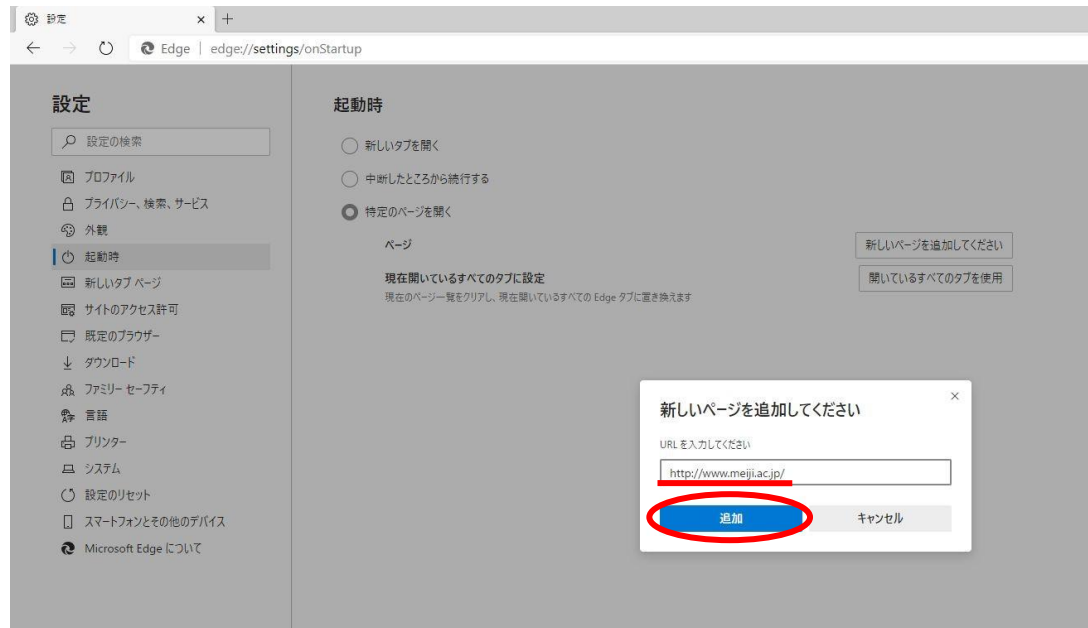 設定
Edge | edge://settings/onStartup
設定
設定の検索
プロファイル
プライバシー、検索、サービス
外観
起動時
新しいタブ ページ
サイトのアクセス許可
既定のブラウザー
ダウンロード
ファミリー セーフティ
言語
プリンター
システム
設定のリセット
スマートフォンとその他のデバイス
Microsoft Edge について
起動時
新しいタブを開く
中断したところから続行する
特定のページを開く
ページ
新しいページを追加してください
現在開いているすべてのタブに設定
開いているすべてのタブを使用
現在のページ一覧をクリアし、現在開いているすべての Edge タブに置き換えます
新しいページを追加してください
URL を入力してください
http://www.meiji.ac.jp/
追加 キャンセル